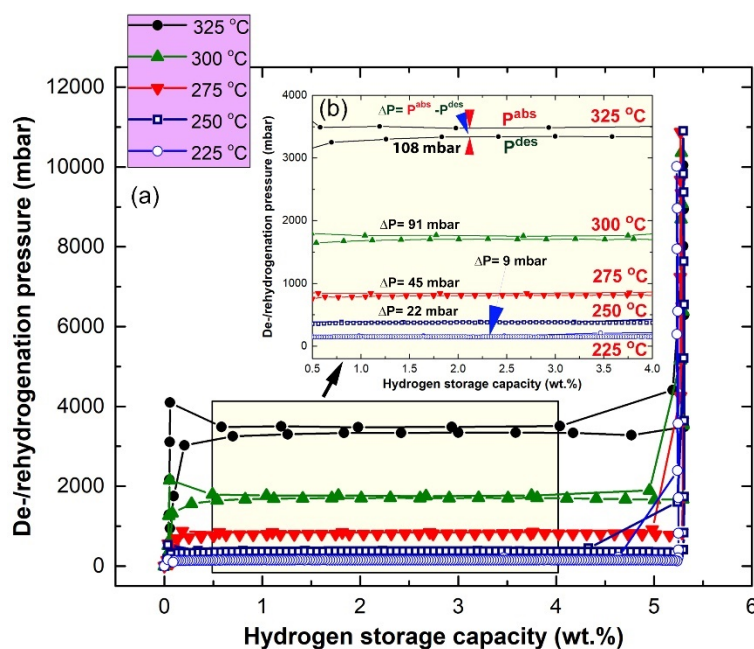 325 °C
300 °C
275 °C
250 °C
225 °C
(a)
De-/rehydrogenation pressure (mbar)
12000
10000
8000
6000
4000
2000
0
0 1 2 3 4 5 6
Hydrogen storage capacity (wt.%)
(b)
ΔP= P^abs -P^des
P^abs
325 °C
108 mbar
P^des
ΔP= 91 mbar
300 °C
ΔP= 9 mbar
ΔP= 45 mbar
275 °C
ΔP= 22 mbar
250 °C
225 °C
De-/rehydrogenation pressure (mbar)
4000
3000
2000
1000
0
0.5 1.0 1.5 2.0 2.5 3.0 3.5 4.0
Hydrogen storage capacity (wt.%)